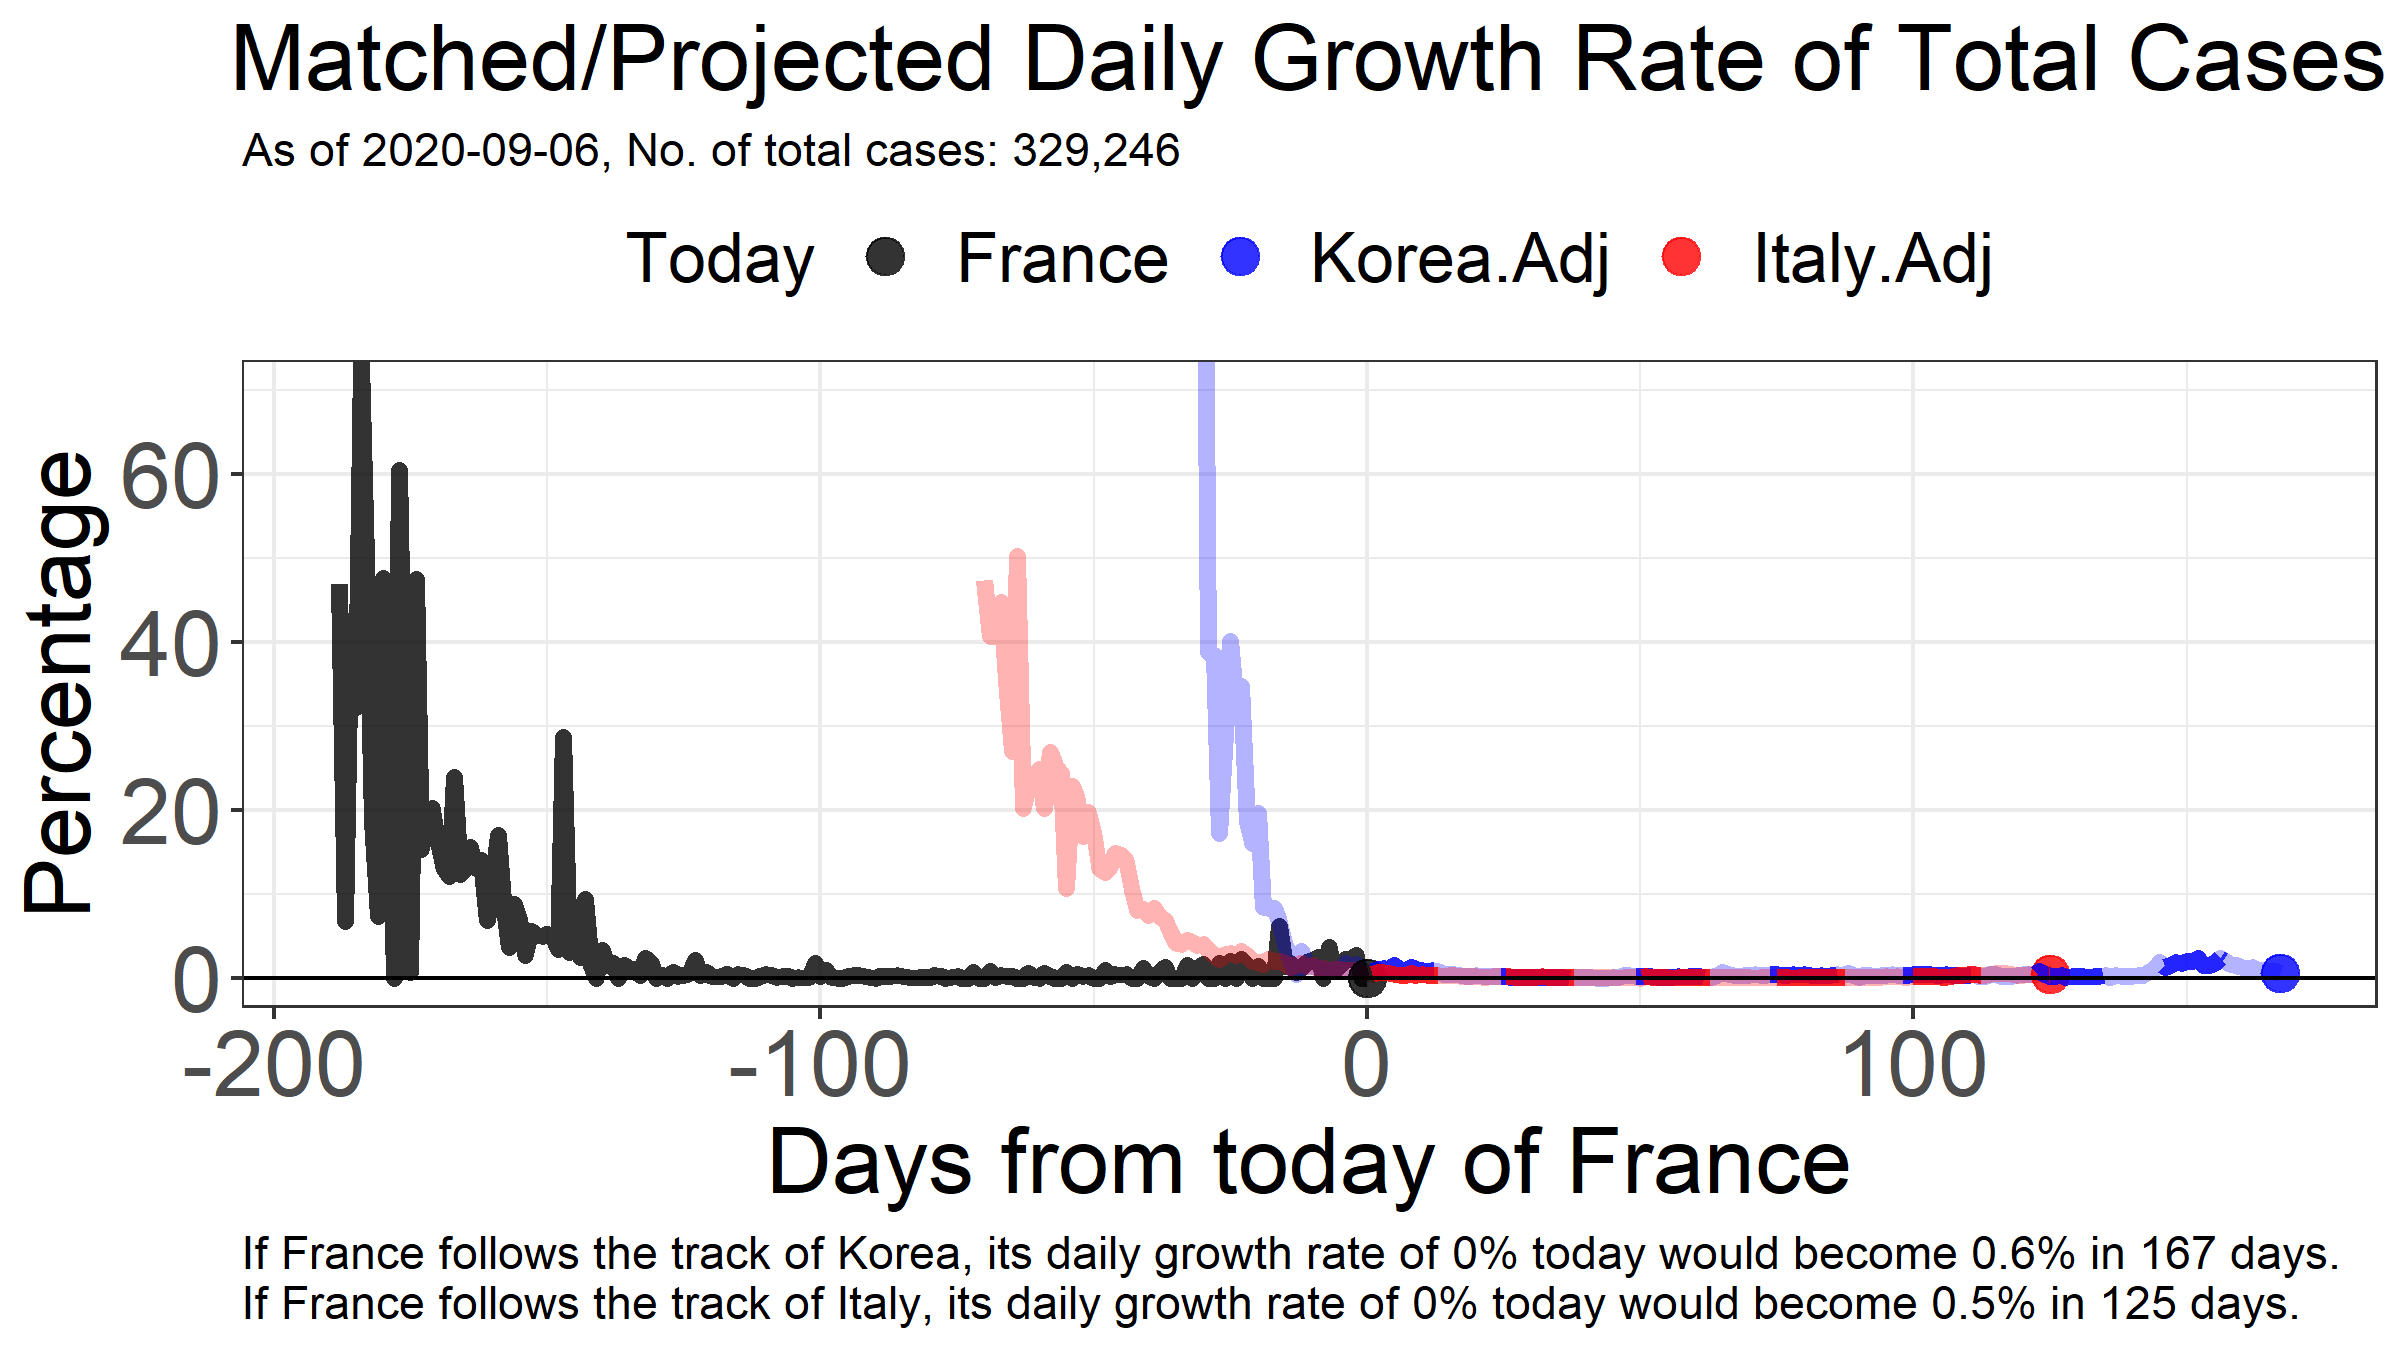 Matched/Projected Daily Growth Rate of Total Cases
As of 2020-09-06, No. of total cases: 329,246
Today France Korea.Adj Italy.Adj
Percentage
60
40
20
0
-200 -100 0 100
Days from today of France
If France follows the track of Korea, its daily growth rate of 0% today would become 0.6% in 167 days.
If France follows the track of Italy, its daily growth rate of 0% today would become 0.5% in 125 days.